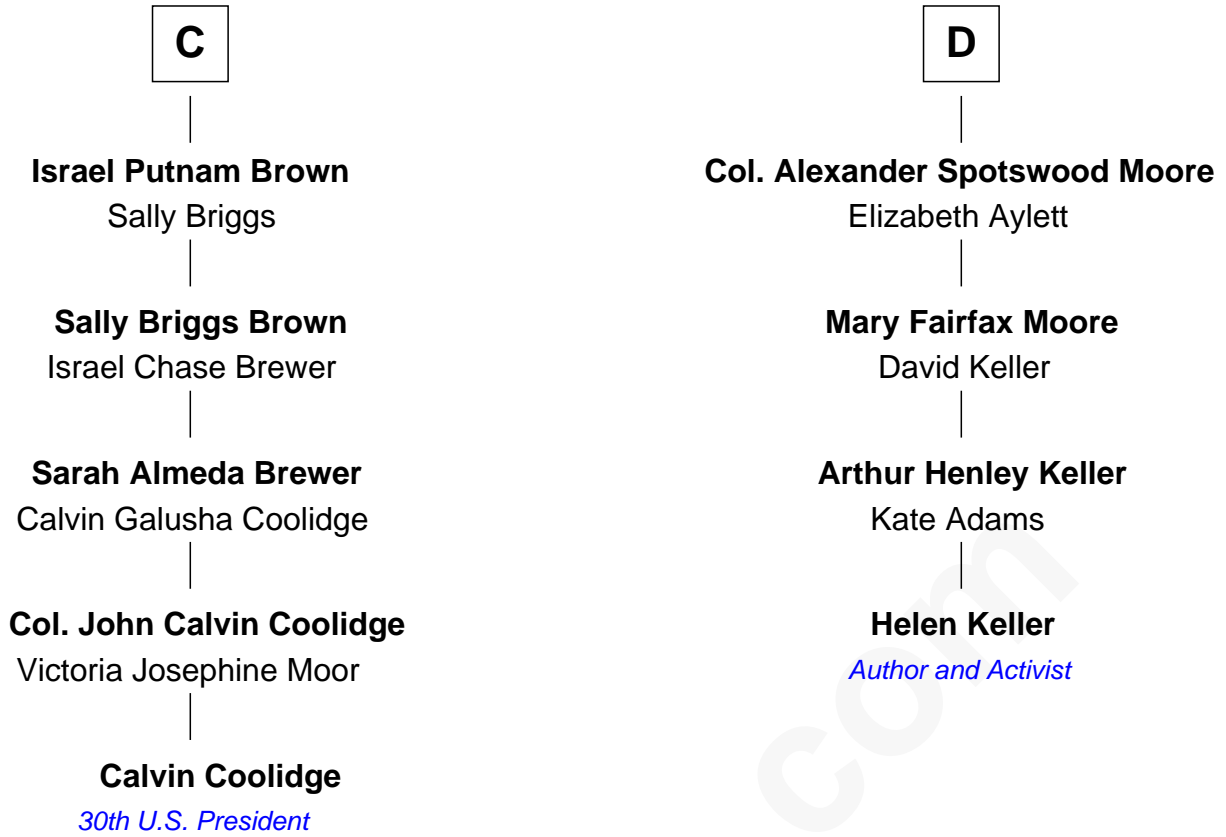 C
Israel Putnam Brown
Sally Briggs
Sally Briggs Brown
Israel Chase Brewer
Sarah Almeda Brewer
Calvin Galusha Coolidge
Col. John Calvin Coolidge
Victoria Josephine Moor
Calvin Coolidge
30th U.S. President
D
Col. Alexander Spotswood Moore
Elizabeth Aylett
Mary Fairfax Moore
David Keller
Arthur Henley Keller
Kate Adams
Helen Keller
Author and Activist
com